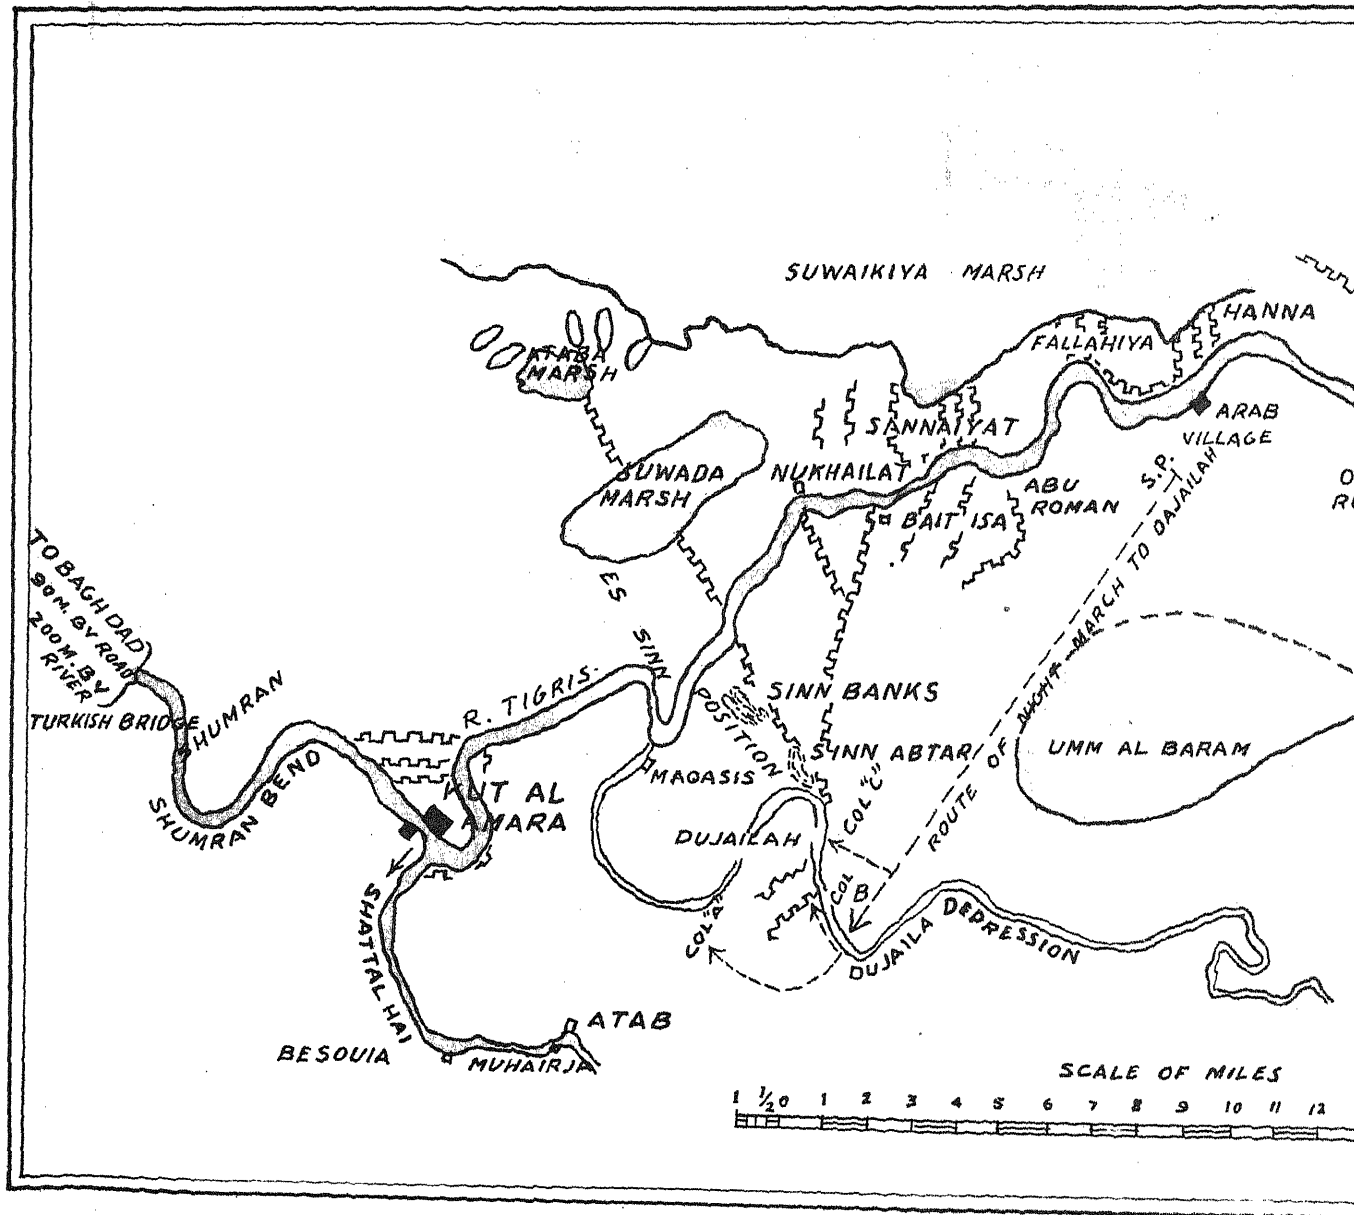 SUWAIKIYA MARSH
HANNA
FALLAHIYA
ATABA
MARSH
ARAB
VILLAGE
SANNAIYAT
SUWADA
MARSH
NUKHAILAT
ABU
ROMAN
S.P.
BAIT ISA
TO BAGHDAD
90 M. BY ROAD
200 M. BY
RIVER
TURKISH BRIDGE
SHUMRAN
SHUMRAN BEND
R. TIGRIS.
ES SINN POSITION
SINN BANKS
SINN ABTAR
MAGASIS
UMM AL BARAM
ROUTE OF NIGHT MARCH TO DAJAILAH
KUT AL
AMARA
DUJAILAH
COL "C"
COL B
COL "A"
DUJAILA DEPRESSION
SHATTAL HAI
ATAB
BESOUIA
MUHAIRJA
SCALE OF MILES
1 1/2 0 1 2 3 4 5 6 7 8 9 10 11 12